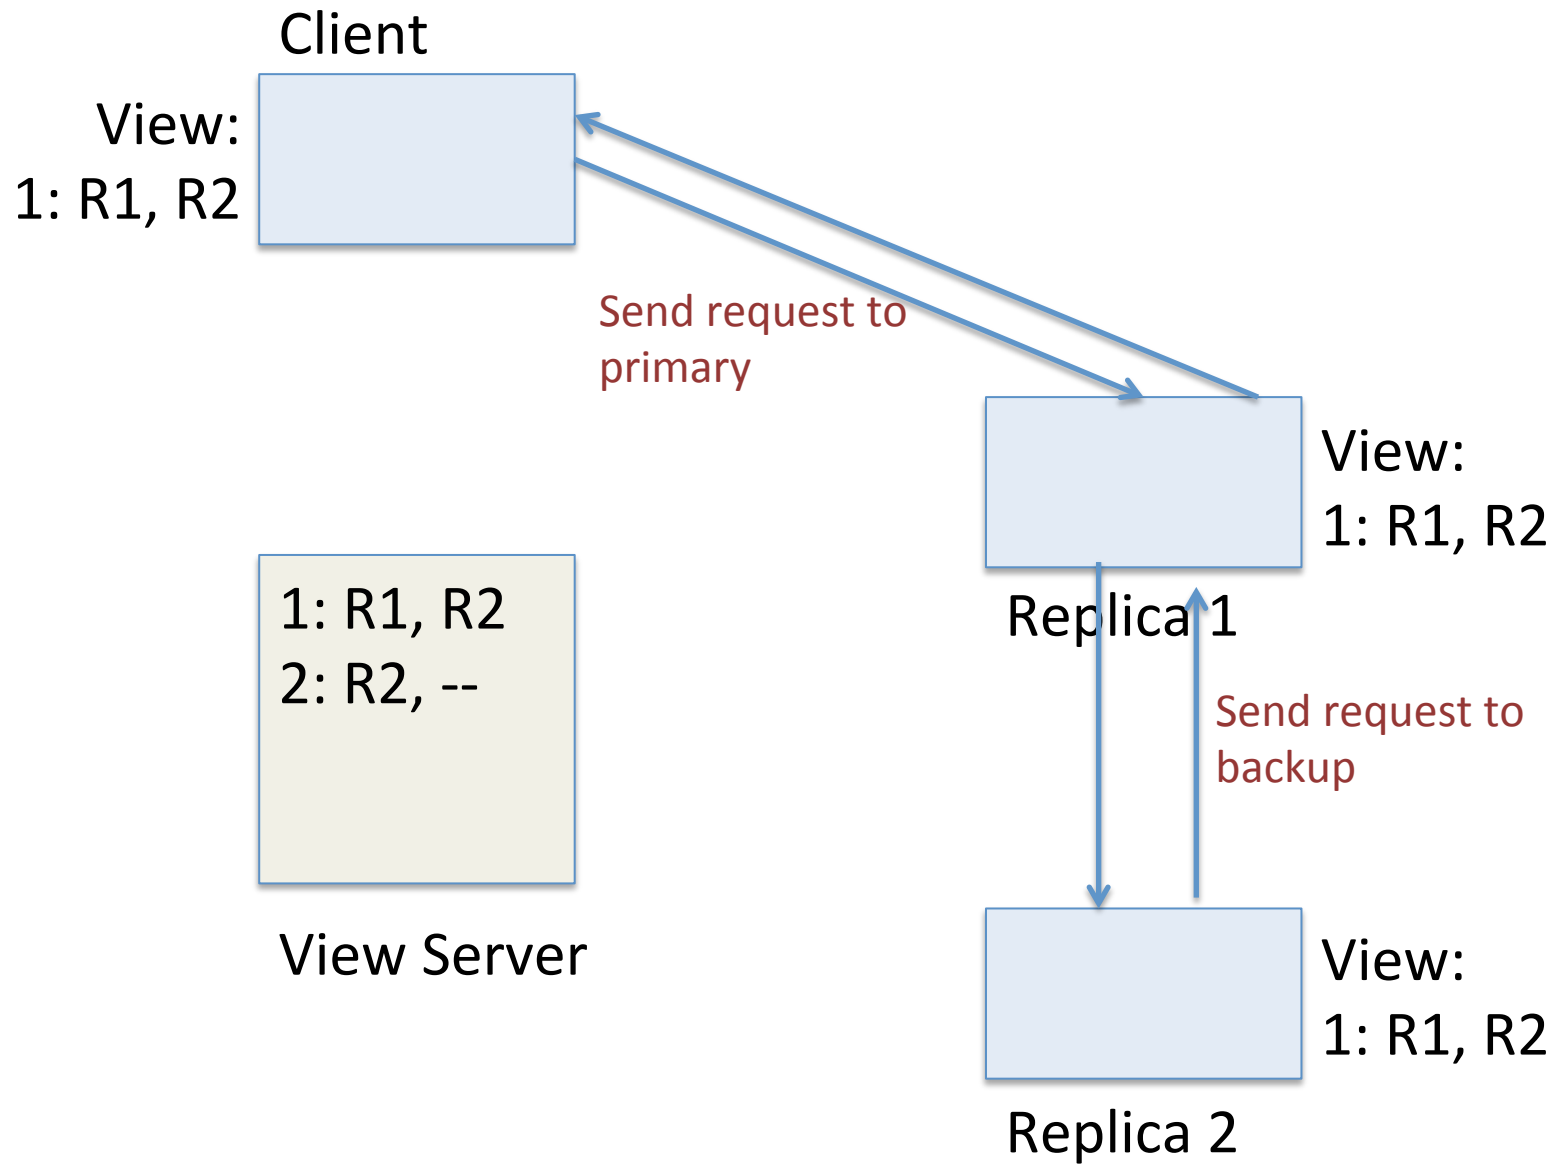 Client
View:
1: R1, R2
Send request to
primary
View:
1: R1, R2
Replica 1
1: R1, R2
2: R2, --
Send request to
backup
View Server
View:
1: R1, R2
Replica 2